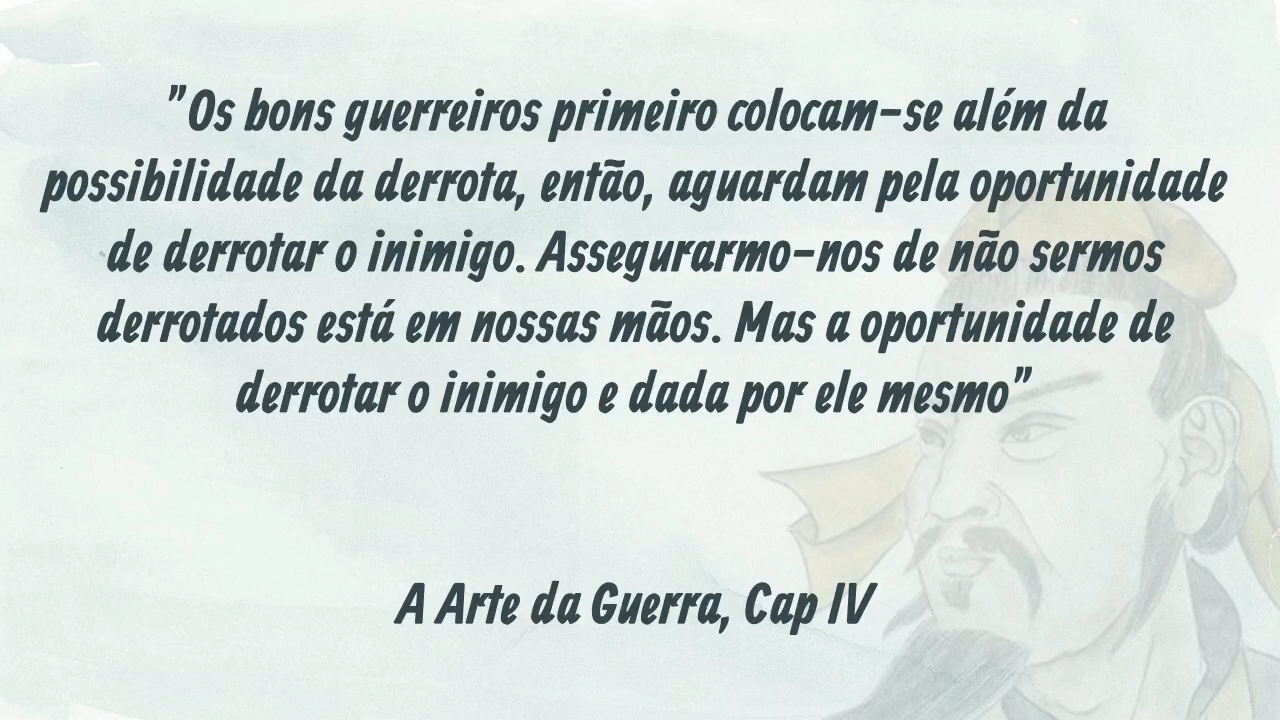 "Os bons guerreiros primeiro colocam-se além da
possibilidade da derrota, então, aguardam pela oportunidade
de derrotar o inimigo. Assegurarmo-nos de não sermos
derrotados está em nossas mãos. Mas a oportunidade de
derrotar o inimigo e dada por ele mesmo"
A Arte da Guerra, Cap IV